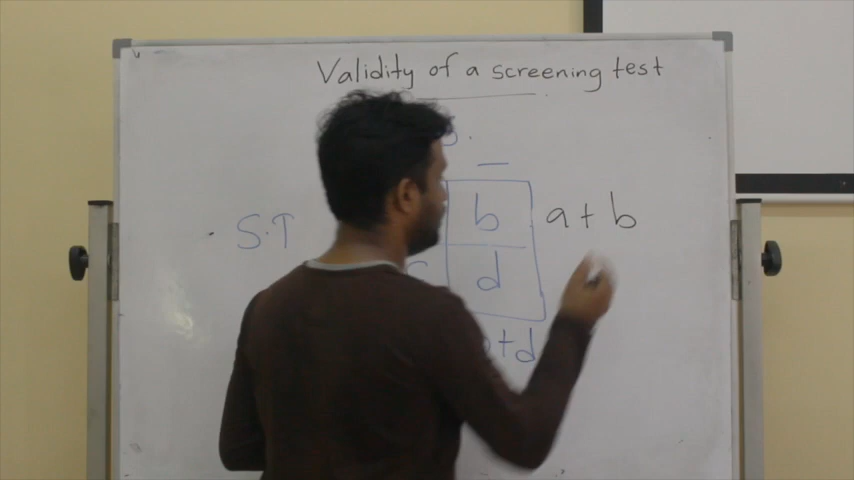 Validity of a screening test
S.T b a + b
c d
b+d